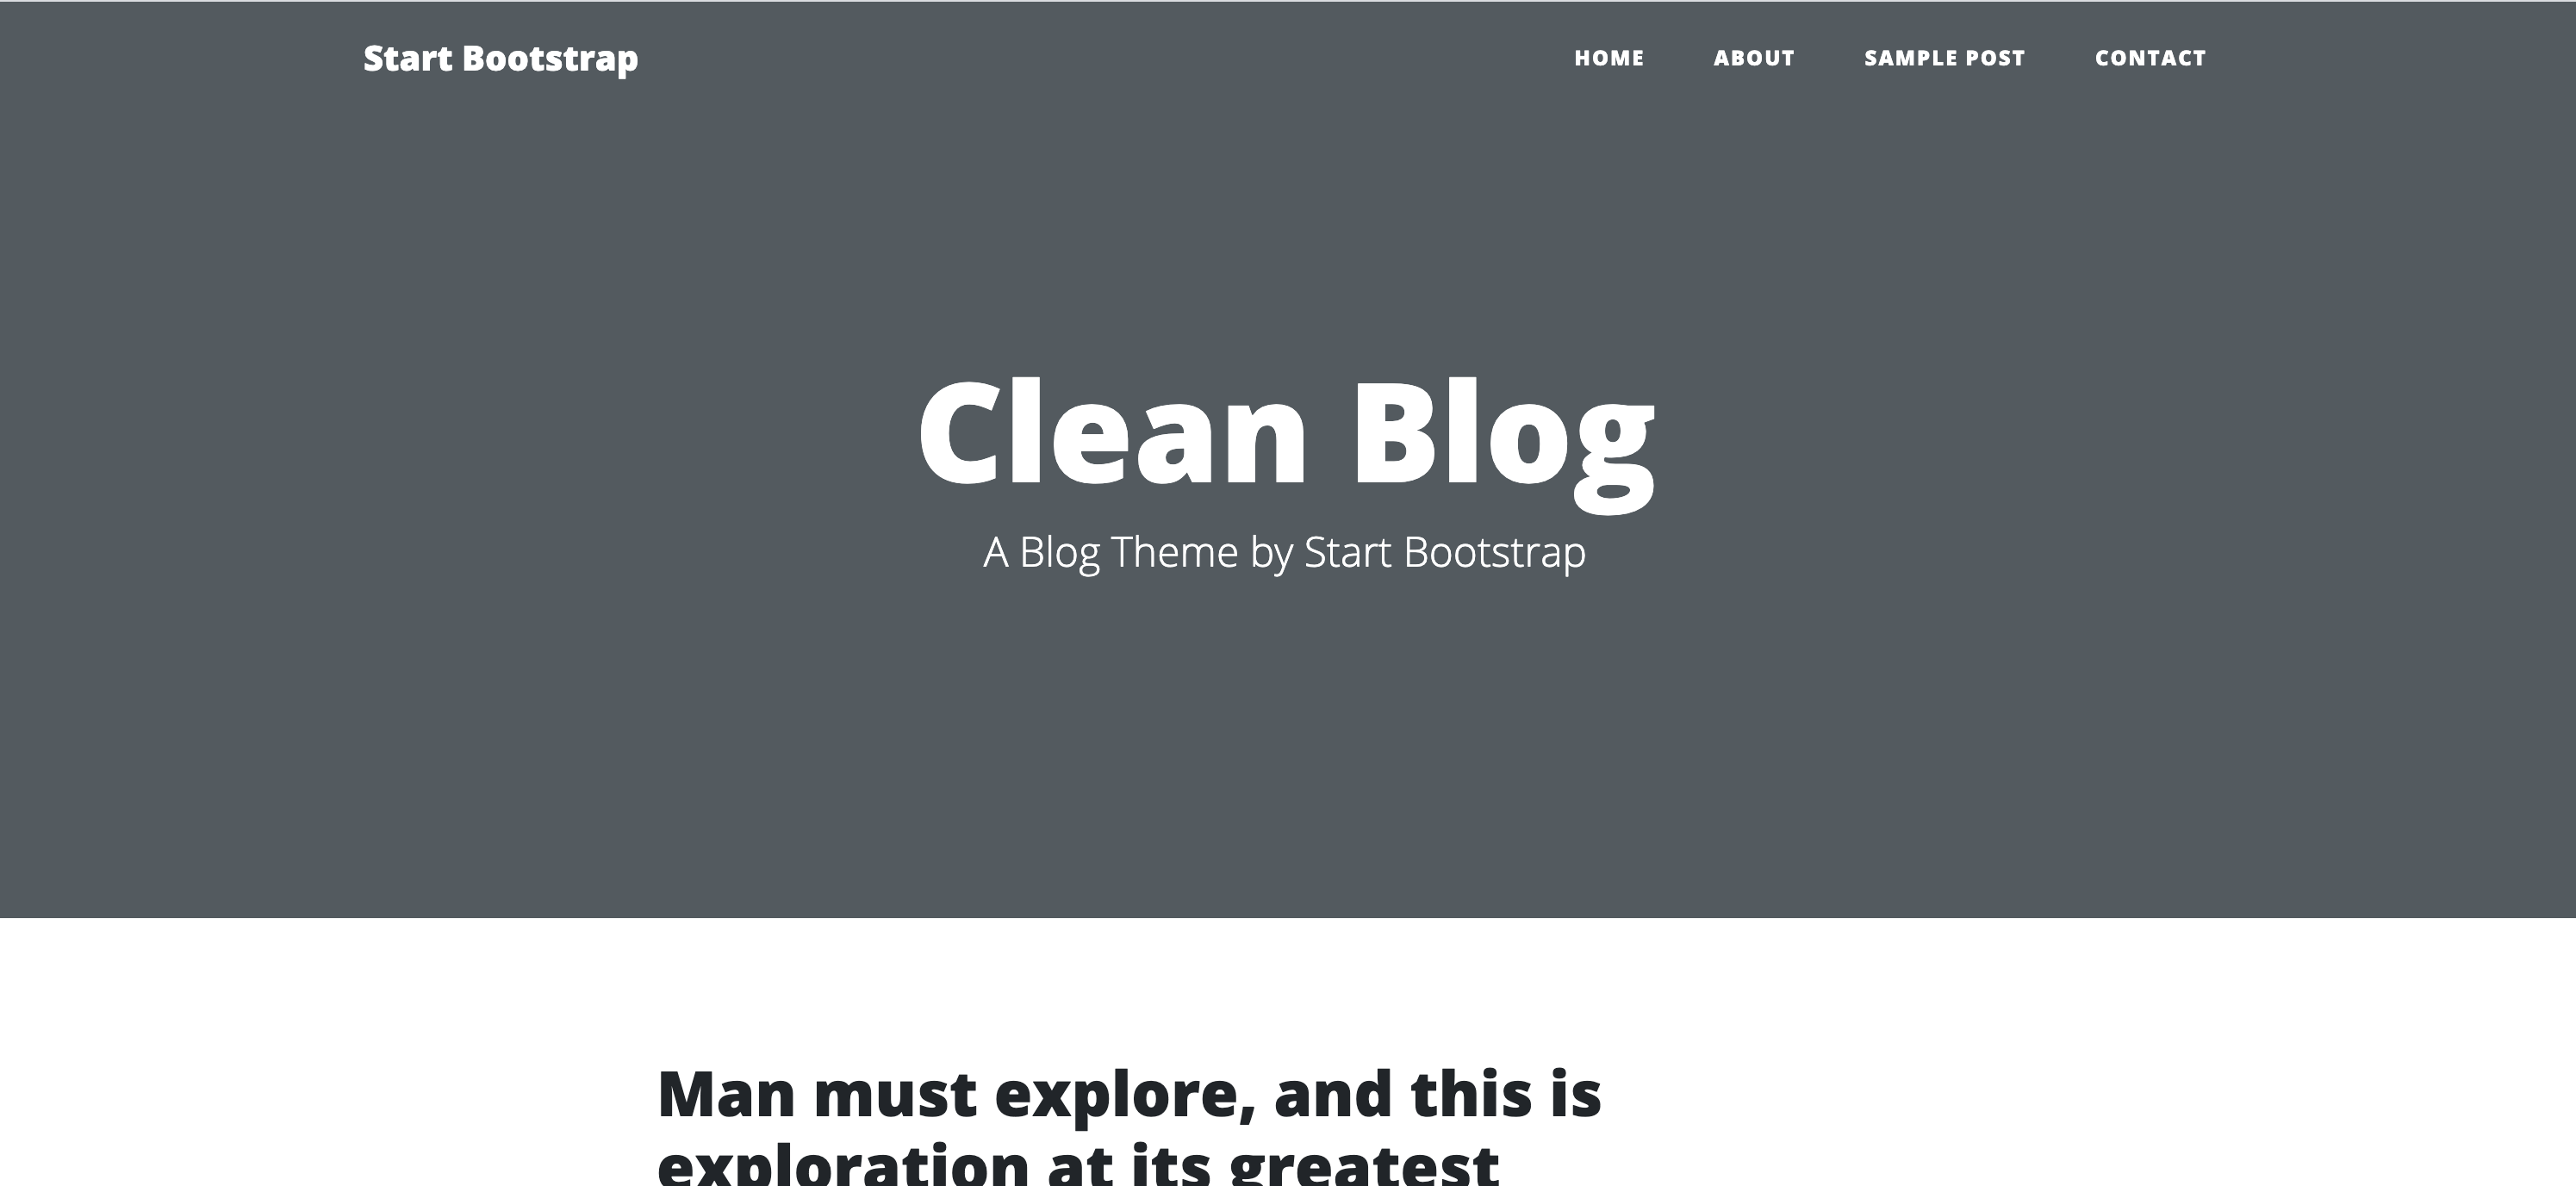 Start Bootstrap
HOME ABOUT SAMPLE POST CONTACT
Clean Blog
A Blog Theme by Start Bootstrap
Man must explore, and this is
exploration at its greatest